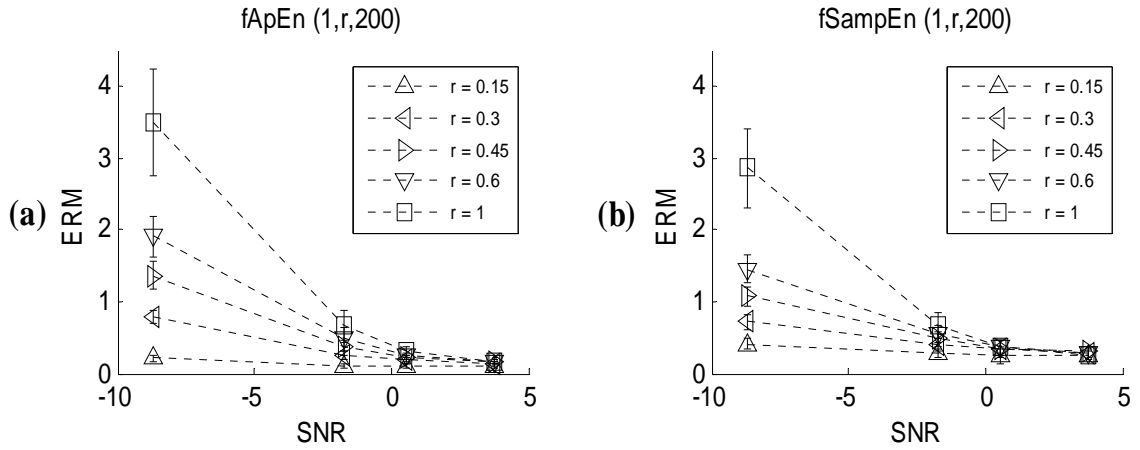 fApEn (1,r,200)
(a)
ERM
4
3
2
1
0
-10
-5
0
5
SNR
r = 0.15
r = 0.3
r = 0.45
r = 0.6
r = 1
fSampEn (1,r,200)
(b)
ERM
4
3
2
1
0
-10
-5
0
5
SNR
r = 0.15
r = 0.3
r = 0.45
r = 0.6
r = 1